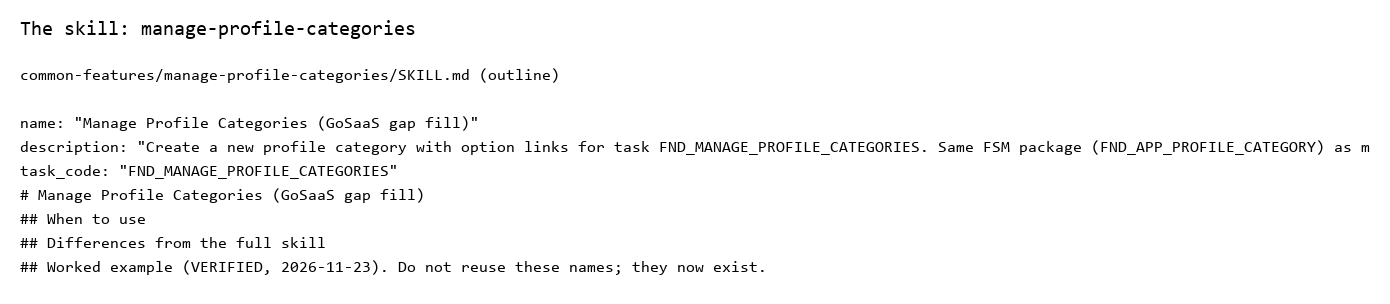 The skill: manage-profile-categories
common-features/manage-profile-categories/SKILL.md (outline)
name: "Manage Profile Categories (GoSaaS gap fill)"
description: "Create a new profile category with option links for task FND_MANAGE_PROFILE_CATEGORIES. Same FSM package (FND_APP_PROFILE_CATEGORY) as m
task_code: "FND_MANAGE_PROFILE_CATEGORIES"
# Manage Profile Categories (GoSaaS gap fill)
## When to use
## Differences from the full skill
## Worked example (VERIFIED, 2026-11-23). Do not reuse these names; they now exist.